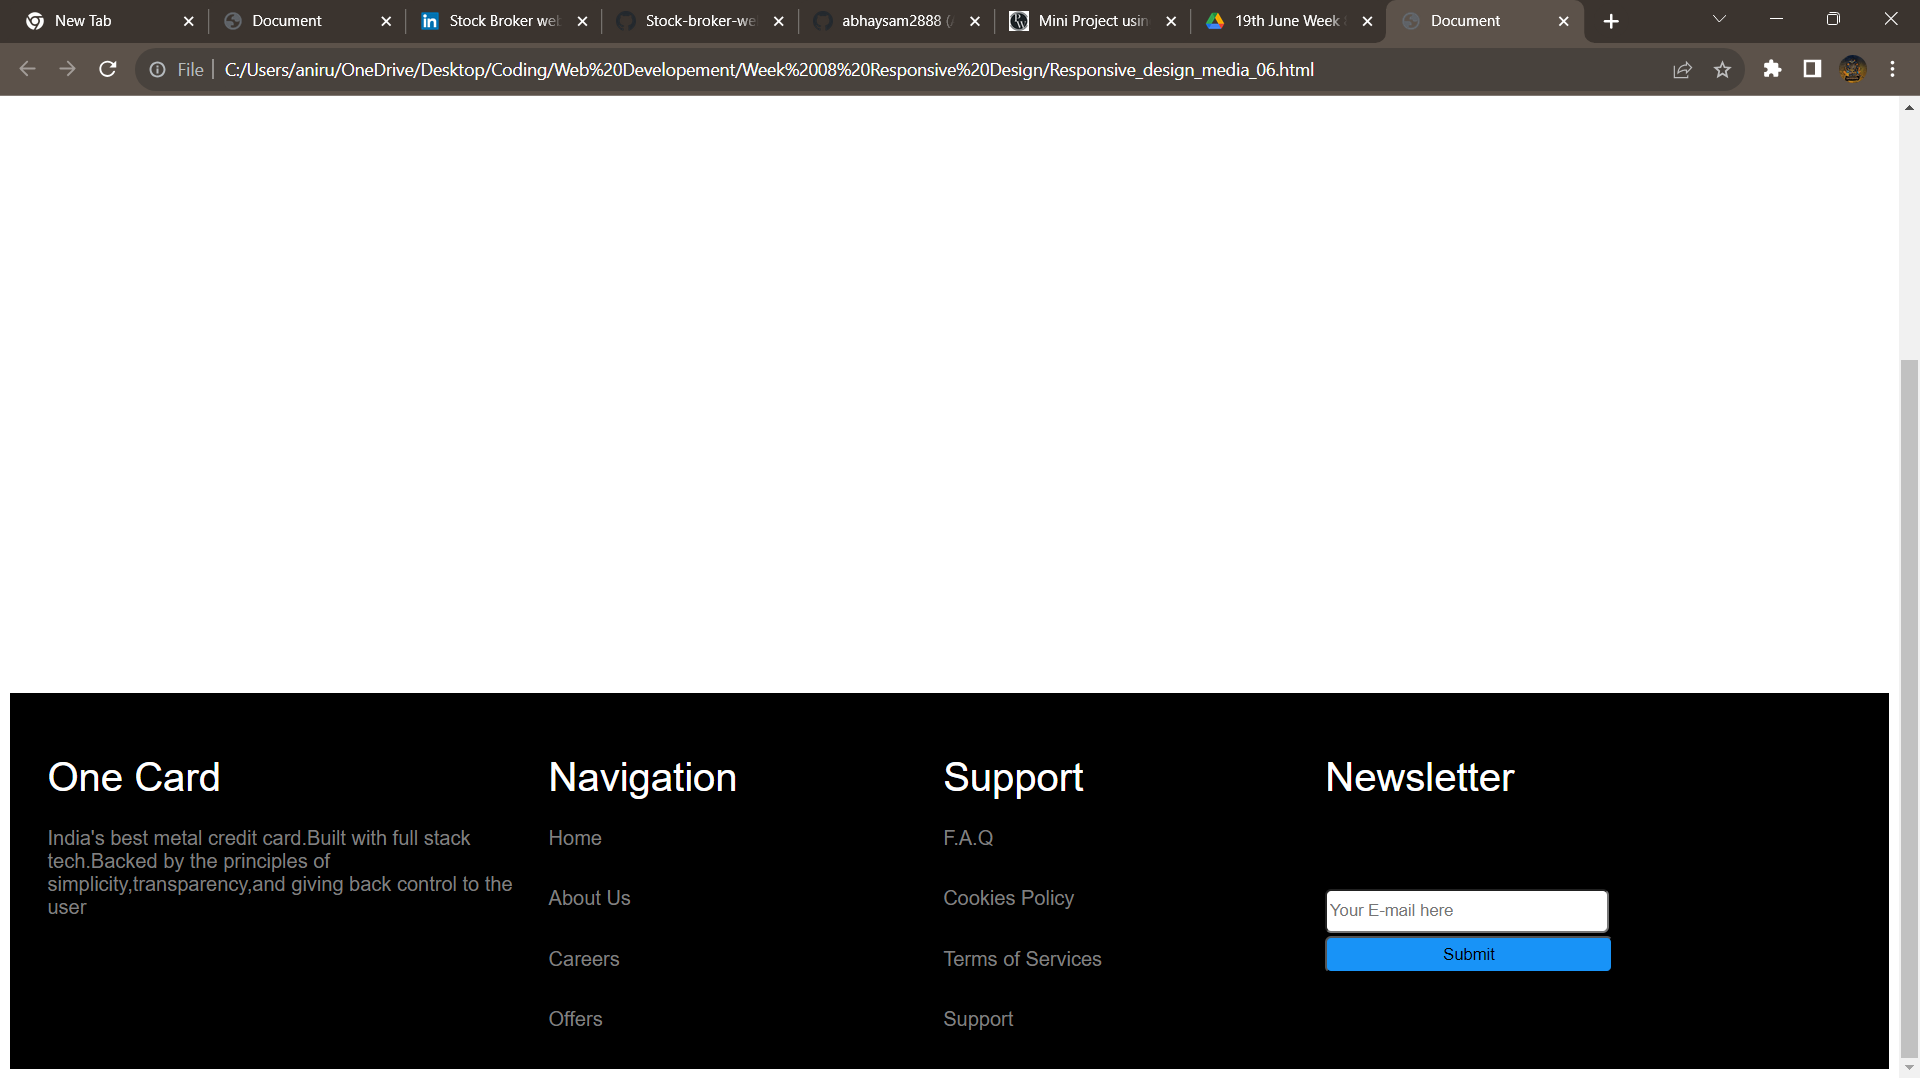 New Tab
Document
Stock Broker web
Stock-broker-we
abhaysam2888 (
Mini Project usin
19th June Week
Document
File
C:/Users/aniru/OneDrive/Desktop/Coding/Web%20Developement/Week%2008%20Responsive%20Design/Responsive_design_media_06.html
One Card
India's best metal credit card.Built with full stack
tech.Backed by the principles of
simplicity,transparency,and giving back control to the
user
Navigation
Home
About Us
Careers
Offers
Support
F.A.Q
Cookies Policy
Terms of Services
Support
Newsletter
Your E-mail here
Submit